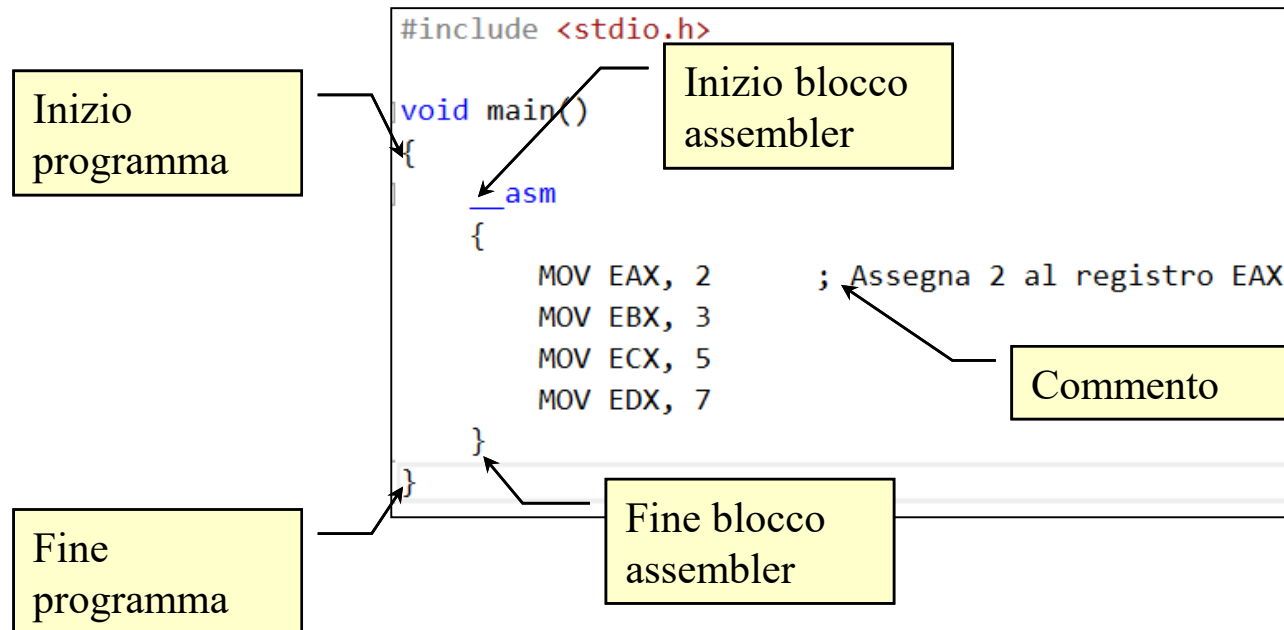 #include <stdio.h>
Inizio blocco
assembler
Inizio
programma
void main()
{
__asm
{
MOV EAX, 2 ; Assegna 2 al registro EAX
MOV EBX, 3
MOV ECX, 5
Commento
MOV EDX, 7
}
}
Fine blocco
assembler
Fine
programma